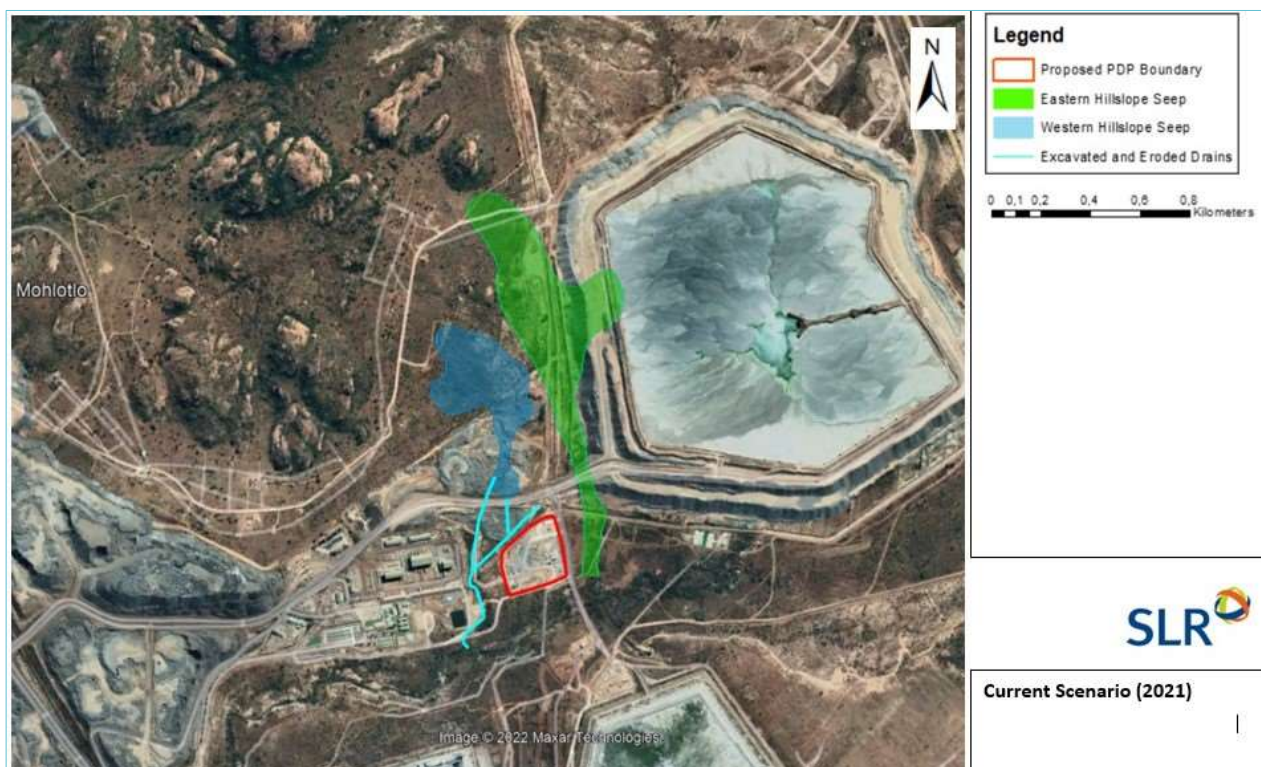 N
Mohlotlo
Image © 2022 Maxar Technologies
Legend
Proposed PDP Boundary
Eastern Hillslope Seep
Western Hillslope Seep
Excavated and Eroded Drains
0 0,1 0,2 0,4 0,6 0,8
Kilometers
SLR
Current Scenario (2021)